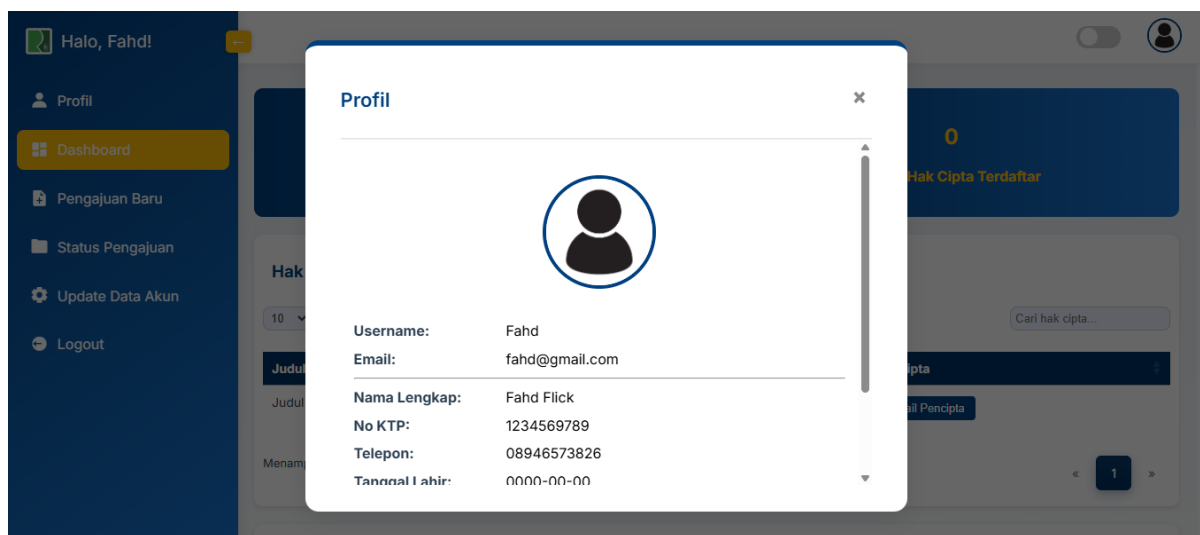 Halo, Fahd!
←
Profil
Dashboard
Pengajuan Baru
Status Pengajuan
Update Data Akun
Logout
Profil
×
Username: Fahd
Email: fahd@gmail.com
Nama Lengkap: Fahd Flick
No KTP: 1234569789
Telepon: 08946573826
Tanggal Lahir: 0000-00-00
0
Hak Cipta Terdaftar
Hak
10
Cari hak cipta...
Judul
ipta
Judul
ail Pencipta
Menam
« 1 »